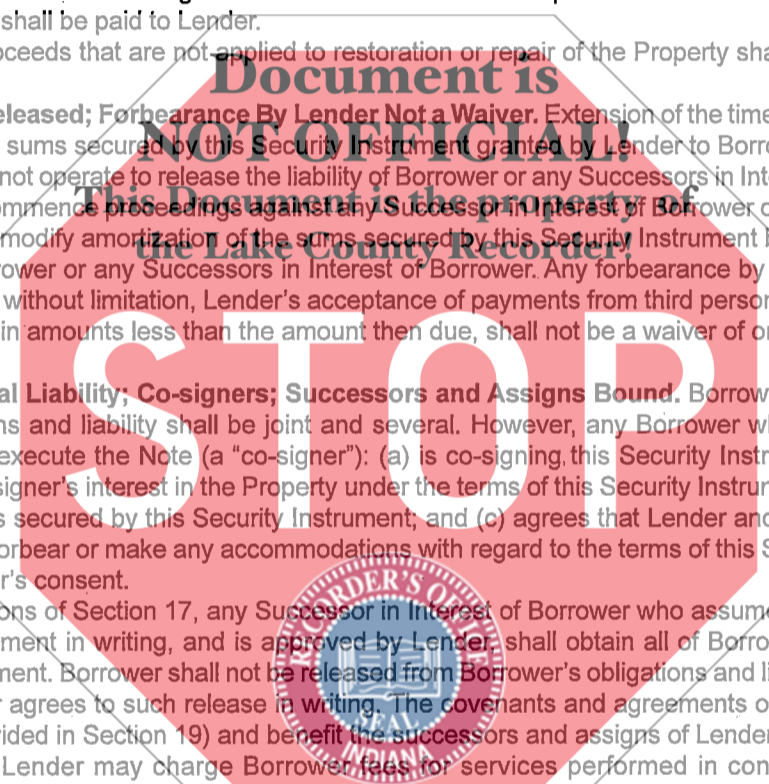 shall be paid to Lender.
oceeds that are not applied to restoration or repair of the Property sha
Document is
eleased; Forbearance By Lender Not a Waiver. Extension of the time
NOT OFFICIAL!
sums secured by this Security Instrument granted by Lender to Borro
not operate to release the liability of Borrower or any Successors in Int
This Document is the property of
ommence proceedings against any Successor in Interest of Borrower o
the Lake County Recorder!
modify amortization of the sums secured by this Security Instrument
ower or any Successors in Interest of Borrower. Any forbearance by
without limitation, Lender's acceptance of payments from third person
in amounts less than the amount then due, shall not be a waiver of or
STOP
al Liability; Co-signers; Successors and Assigns Bound. Borrow
ns and liability shall be joint and several. However, any Borrower wh
execute the Note (a “co-signer”): (a) is co-signing this Security Instr
signer's interest in the Property under the terms of this Security Instrum
s secured by this Security Instrument; and (c) agrees that Lender and
orbear or make any accommodations with regard to the terms of this S
r's consent.
ons of Section 17, any Successor in Interest of Borrower who assume
ment in writing, and is approved by Lender, shall obtain all of Borro
ment. Borrower shall not be released from Borrower's obligations and li
r agrees to such release in writing. The covenants and agreements o
vided in Section 19) and benefit the successors and assigns of Lender
Lender may charge Borrower fees for services performed in con
RECORDER'S OFFICE
SEAL
INDIANA